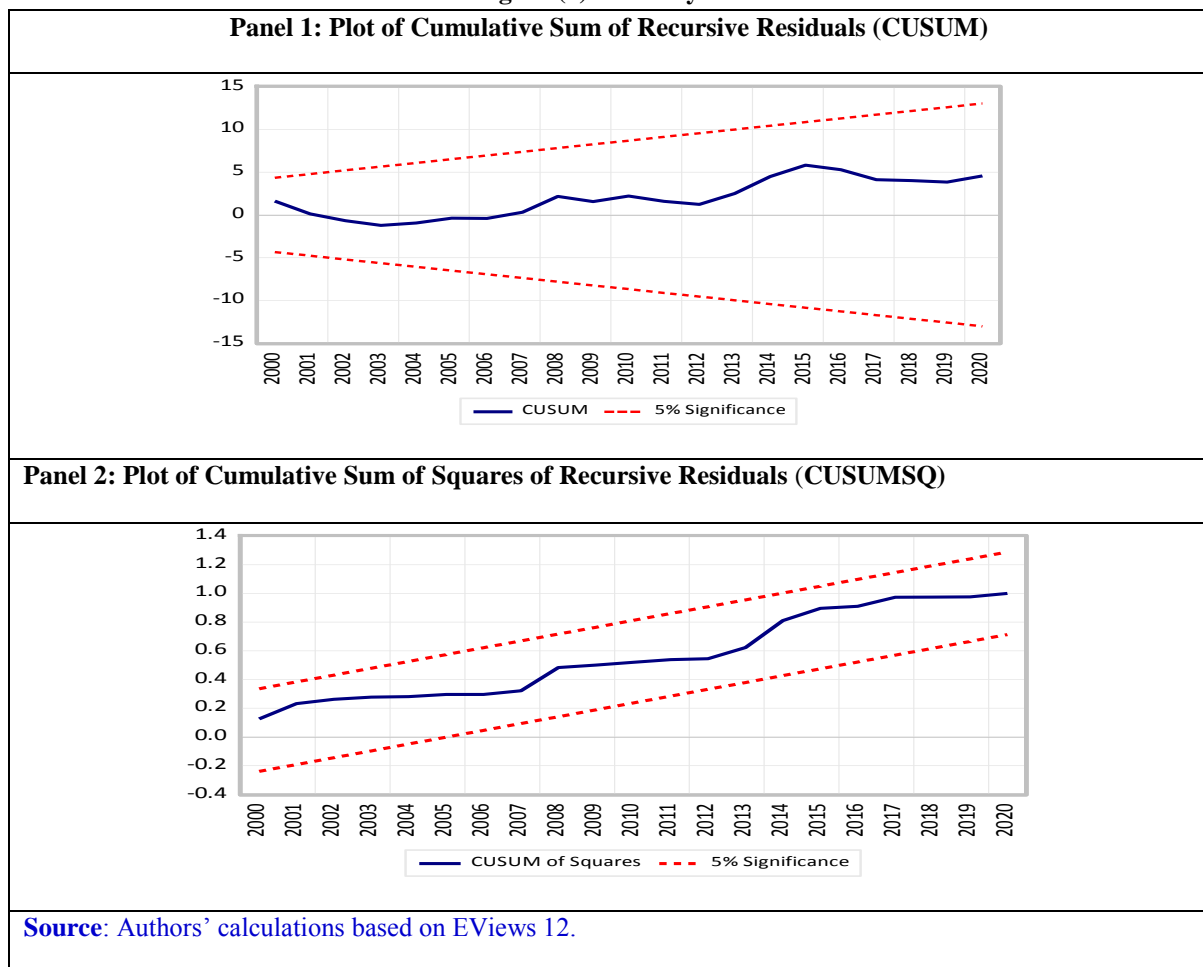 Panel 1: Plot of Cumulative Sum of Recursive Residuals (CUSUM)
15
10
5
0
-5
-10
-15
2000 2001 2002 2003 2004 2005 2006 2007 2008 2009 2010 2011 2012 2013 2014 2015 2016 2017 2018 2019 2020
CUSUM 5% Significance
Panel 2: Plot of Cumulative Sum of Squares of Recursive Residuals (CUSUMSQ)
1.4
1.2
1.0
0.8
0.6
0.4
0.2
0.0
-0.2
-0.4
2000 2001 2002 2003 2004 2005 2006 2007 2008 2009 2010 2011 2012 2013 2014 2015 2016 2017 2018 2019 2020
CUSUM of Squares 5% Significance
Source: Authors’ calculations based on EViews 12.